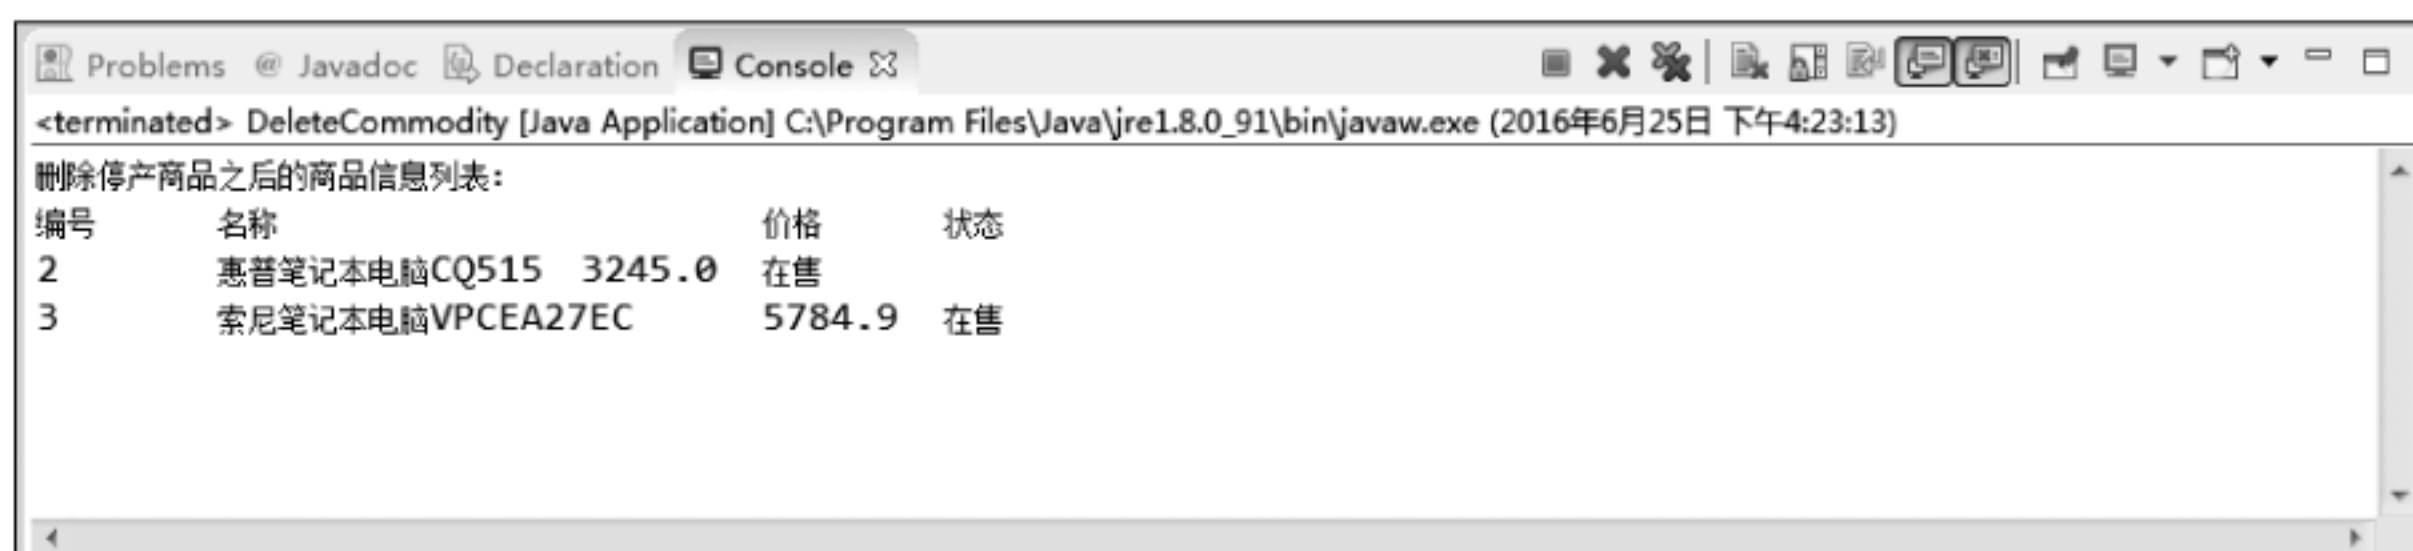 Problems @ Javadoc Declaration Console
<terminated> DeleteCommodity [Java Application] C:\Program Files\Java\jre1.8.0_91\bin\javaw.exe (2016年6月25日 下午4:23:13)
删除停产商品之后的商品信息列表：
编号 名称 价格 状态
2 惠普笔记本电脑CQ515 3245.0 在售
3 索尼笔记本电脑VPCEA27EC 5784.9 在售